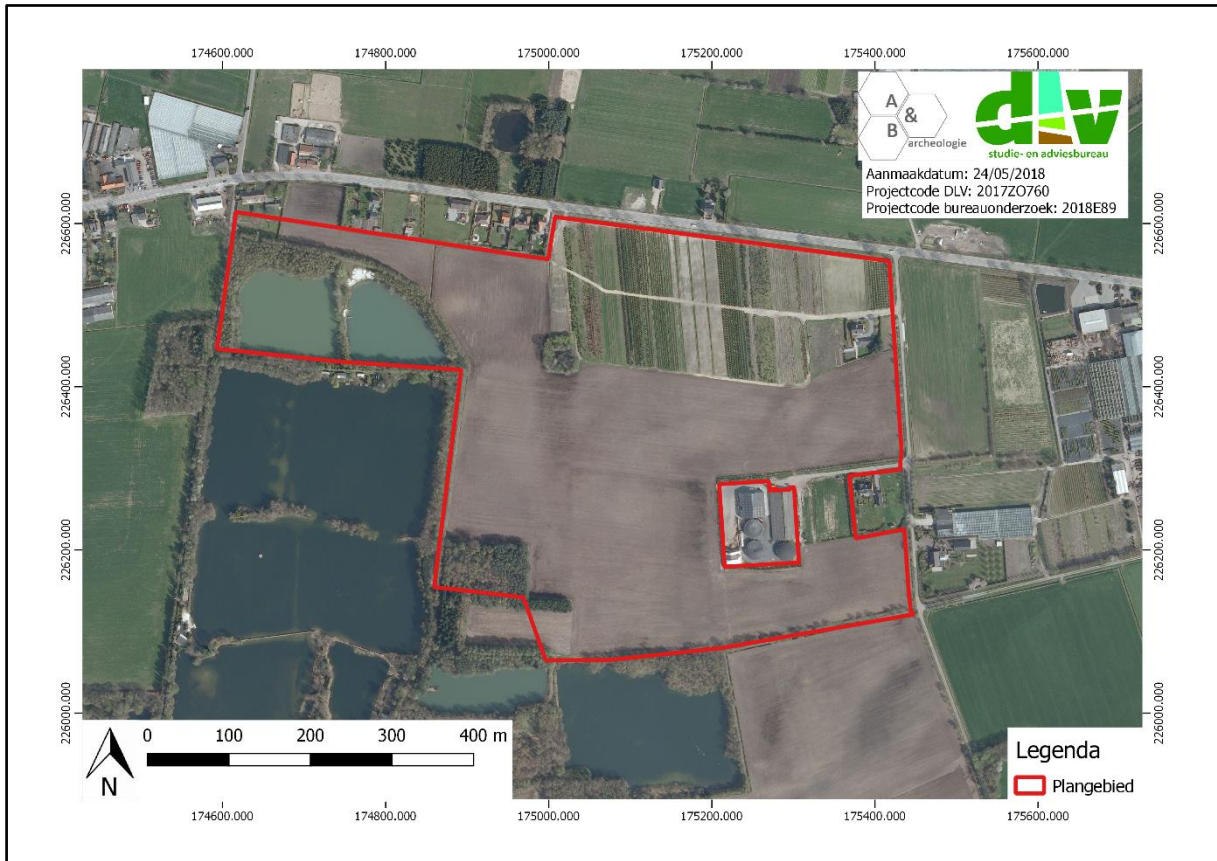 174600.000 174800.000 175000.000 175200.000 175400.000 175600.000
A
&
B
archeologie
dlv
studie- en adviesbureau
Aanmaakdatum: 24/05/2018
Projectcode DLV: 2017ZO760
Projectcode bureauonderzoek: 2018E89
226600.000 226600.000
226400.000 226400.000
226200.000 226200.000
226000.000 226000.000
0 100 200 300 400 m
N
Legenda
Plangebied
174600.000 174800.000 175000.000 175200.000 175400.000 175600.000